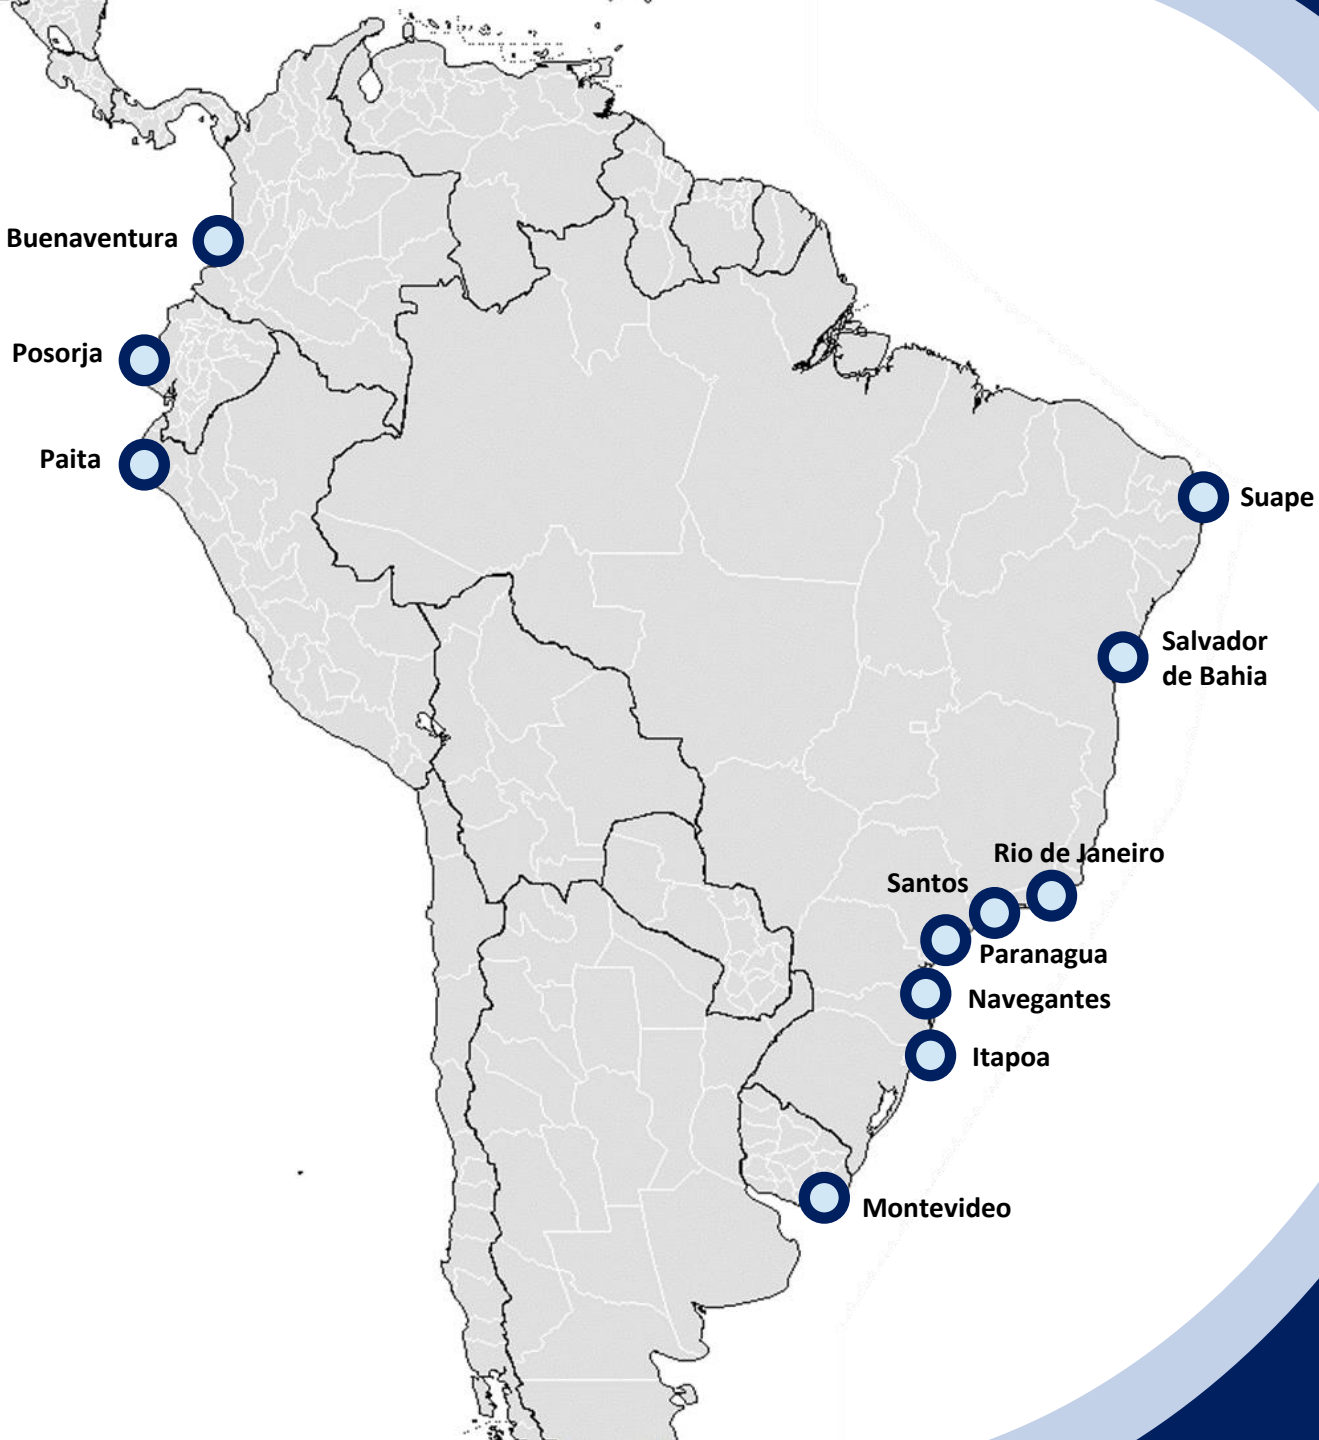 Buenaventura
Posorja
Paita
Suape
Salvador
de Bahia
Rio de Janeiro
Santos
Paranagua
Navegantes
Itapoa
Montevideo